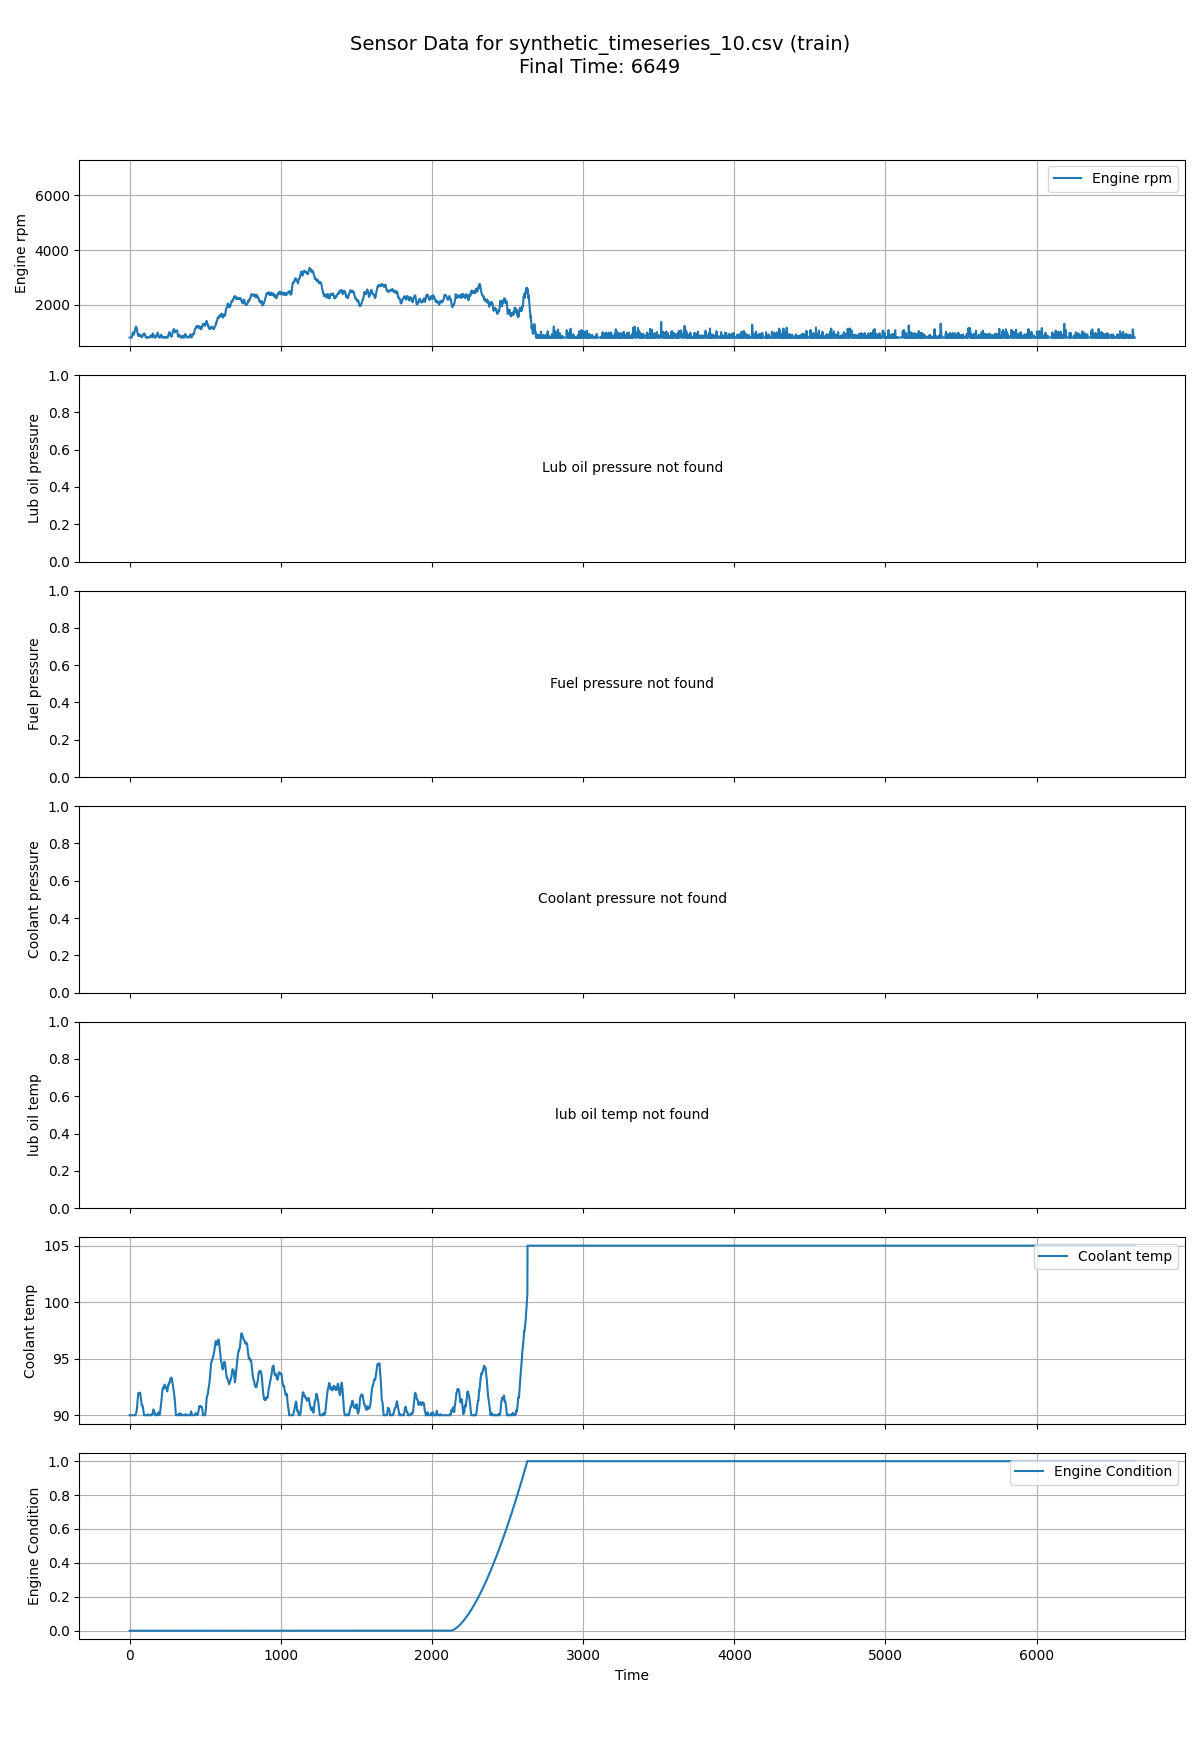 Sensor Data for synthetic_timeseries_10.csv (train)
Final Time: 6649
Engine rpm
6000
4000
2000
Engine rpm
Lub oil pressure
1.0
0.8
0.6
0.4
0.2
0.0
Lub oil pressure not found
Fuel pressure
1.0
0.8
0.6
0.4
0.2
0.0
Fuel pressure not found
Coolant pressure
1.0
0.8
0.6
0.4
0.2
0.0
Coolant pressure not found
lub oil temp
1.0
0.8
0.6
0.4
0.2
0.0
lub oil temp not found
Coolant temp
105
100
95
90
Coolant temp
Engine Condition
1.0
0.8
0.6
0.4
0.2
0.0
Engine Condition
0 1000 2000 3000 4000 5000 6000
Time